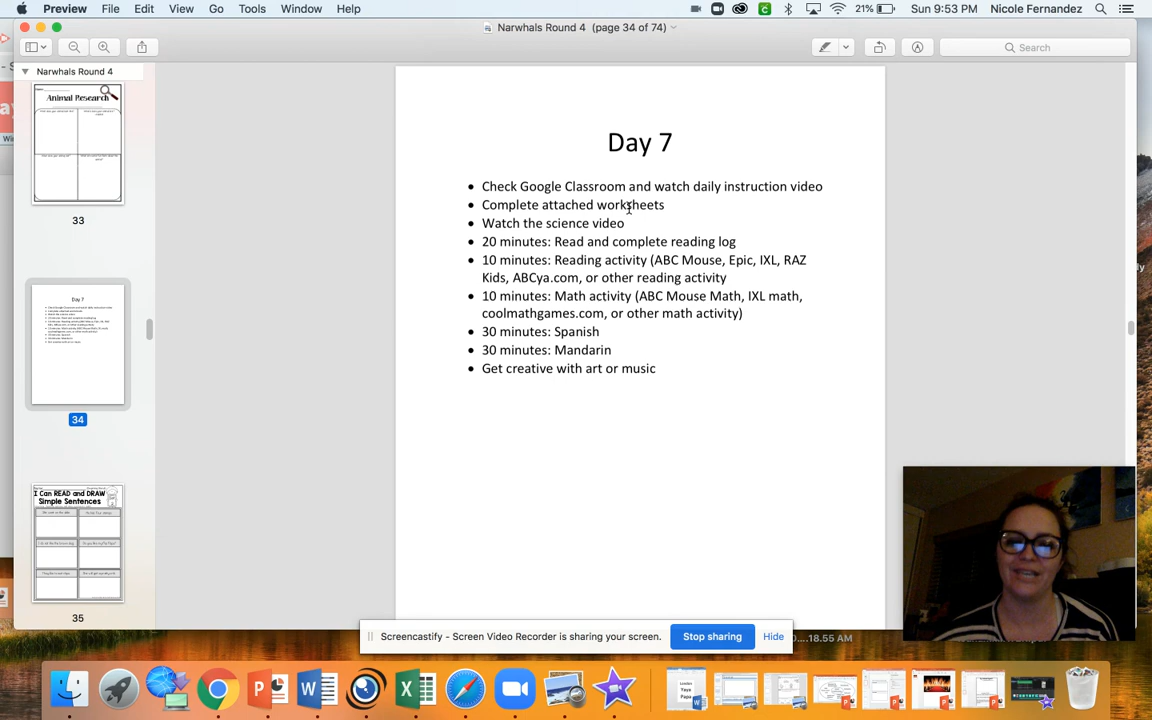 Preview File Edit View Go Tools Window Help
21% Sun 9:53 PM Nicole Fernandez
Narwhals Round 4 (page 34 of 74)
Search
Narwhals Round 4
Animal Research
33
Day 7
34
I Can READ and DRAW
Simple Sentences
35
Day 7
• Check Google Classroom and watch daily instruction video
• Complete attached worksheets
• Watch the science video
• 20 minutes: Read and complete reading log
• 10 minutes: Reading activity (ABC Mouse, Epic, IXL, RAZ
Kids, ABCya.com, or other reading activity
• 10 minutes: Math activity (ABC Mouse Math, IXL math,
coolmathgames.com, or other math activity)
• 30 minutes: Spanish
• 30 minutes: Mandarin
• Get creative with art or music
Screencastify - Screen Video Recorder is sharing your screen.
Stop sharing
Hide
0....18.55 AM